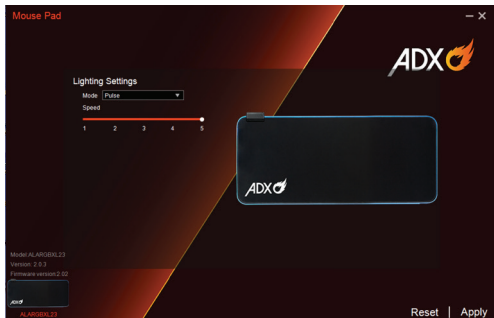 Mouse Pad
ADX
Lighting Settings
Mode Pulse
Speed
1 2 3 4 5
ADX
Model:ALARGBXL23
Version: 2.0.3
Firmware version:2.02
ADX
ALARGBXL23
Reset | Apply